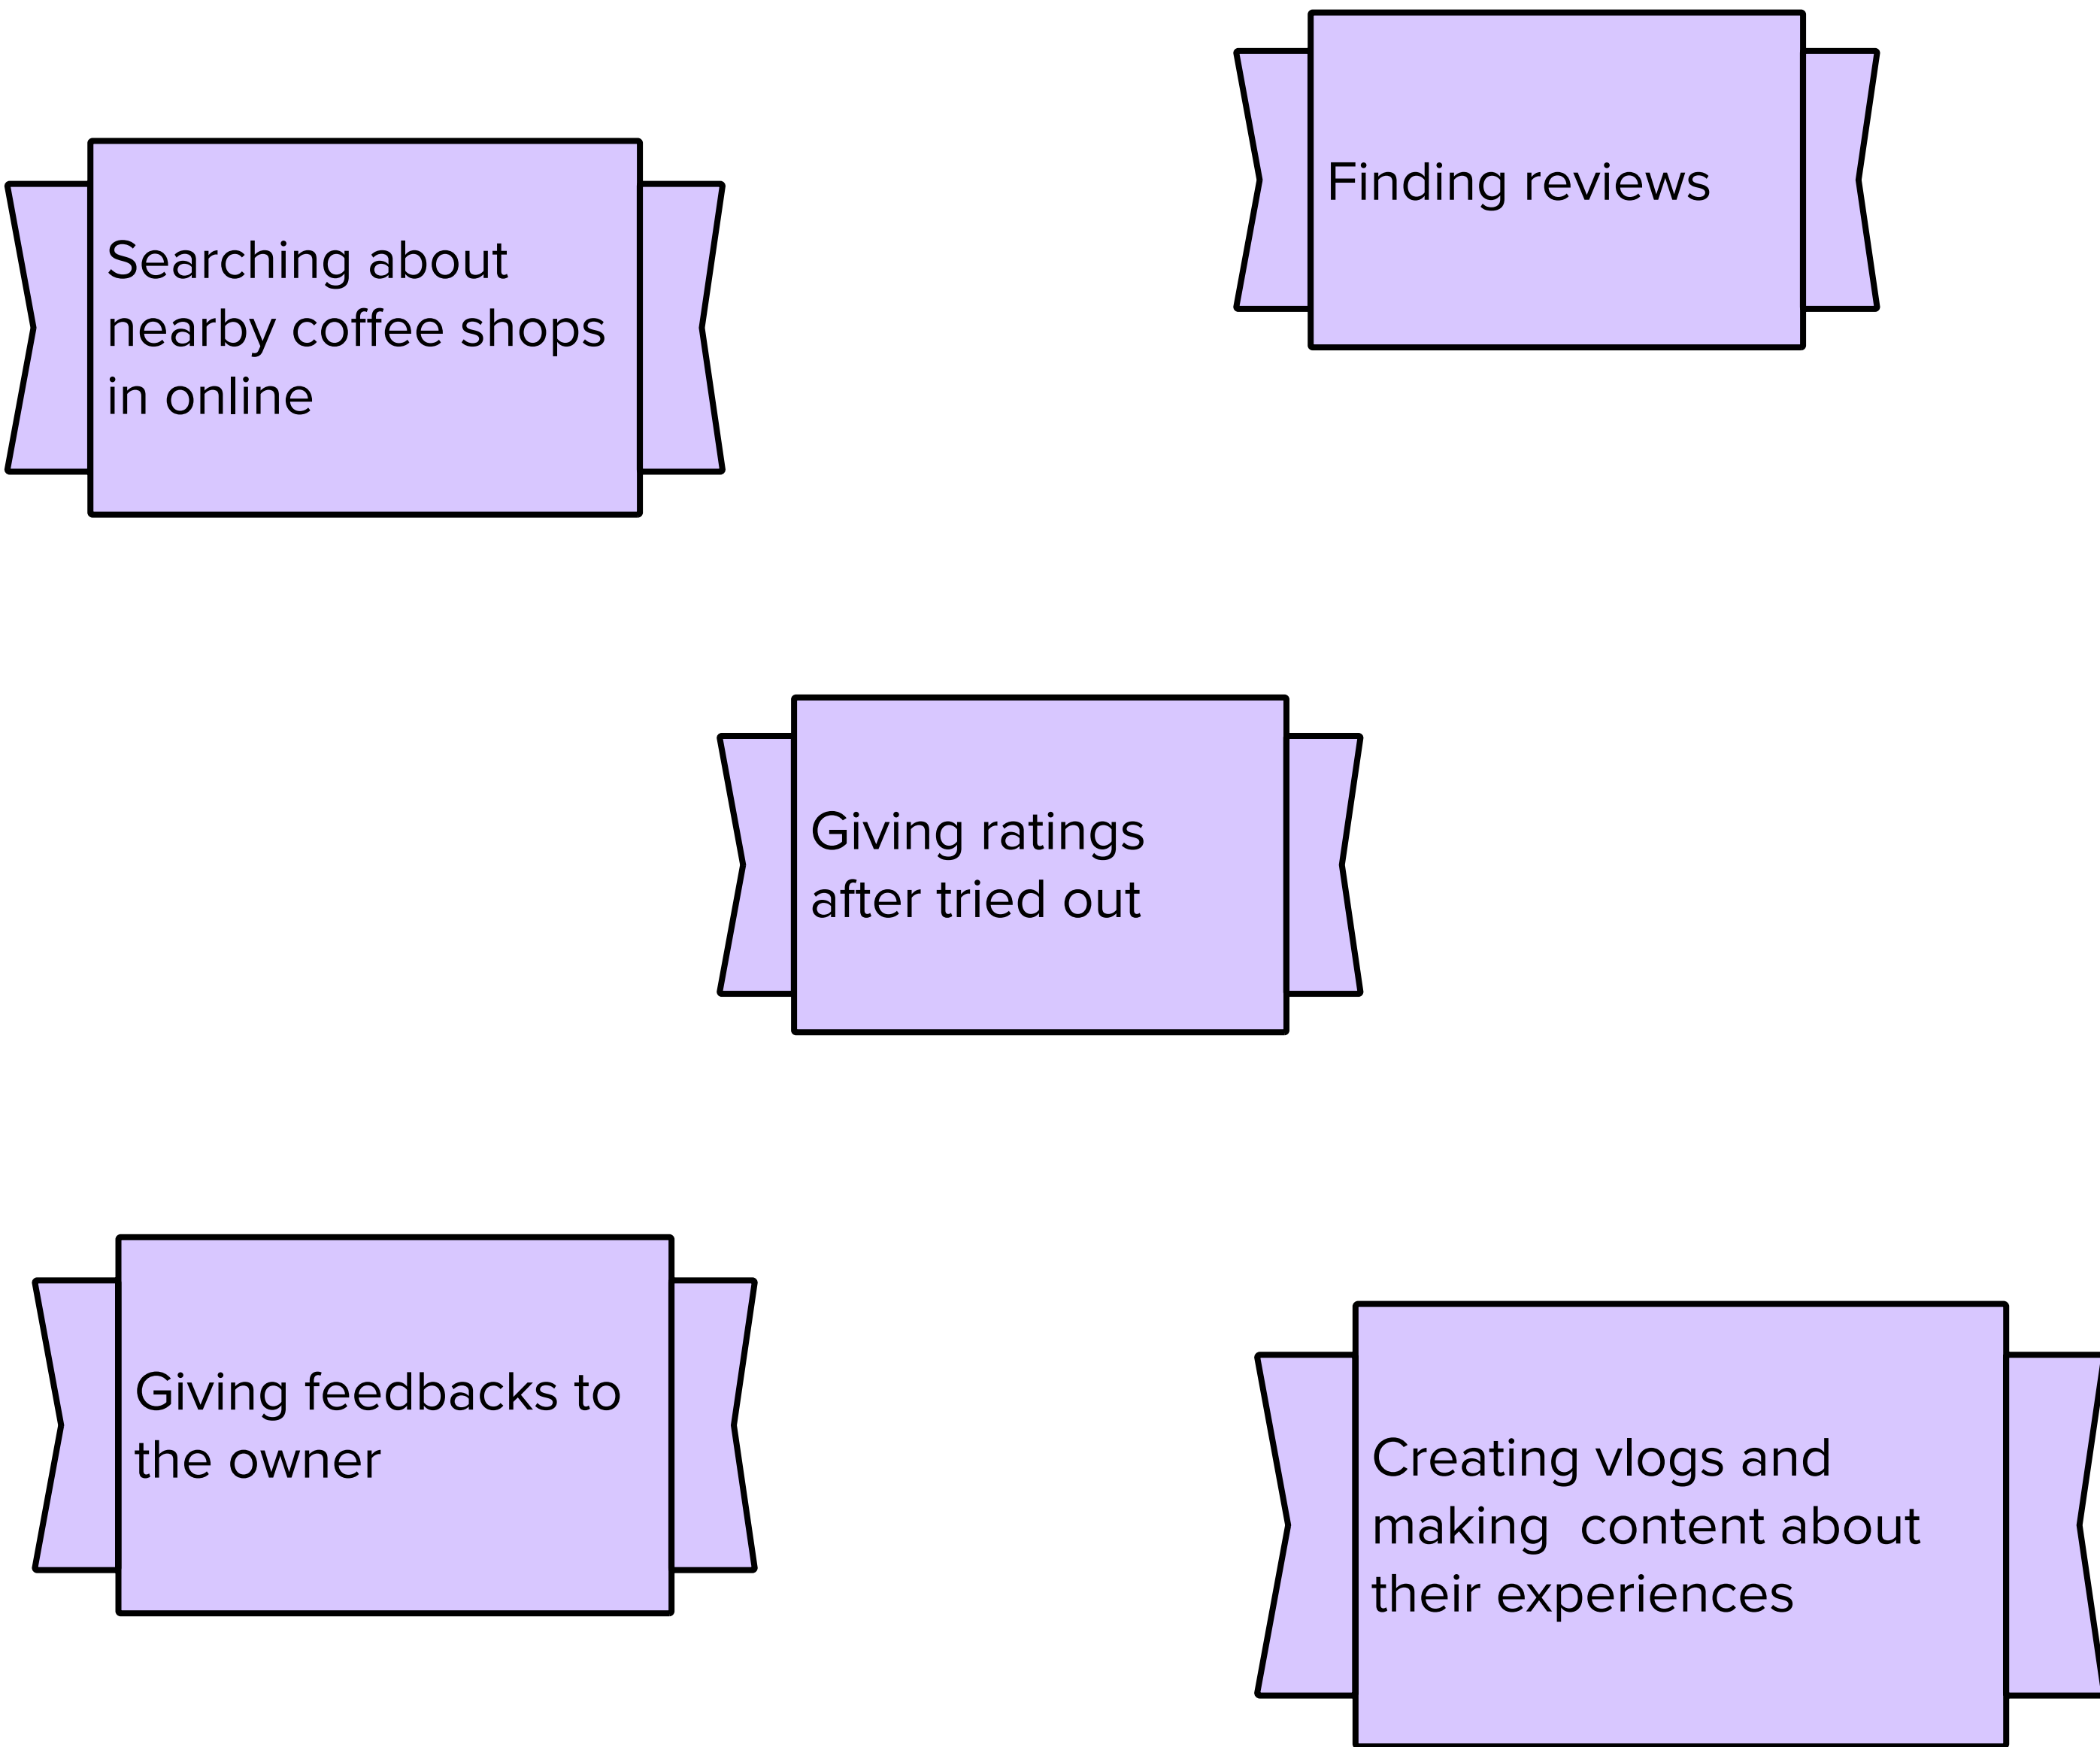 Searching about
nearby coffee shops
in online
Finding reviews
Giving ratings
after tried out
Giving feedbacks to
the owner
Creating vlogs and
making  content about
their experiences